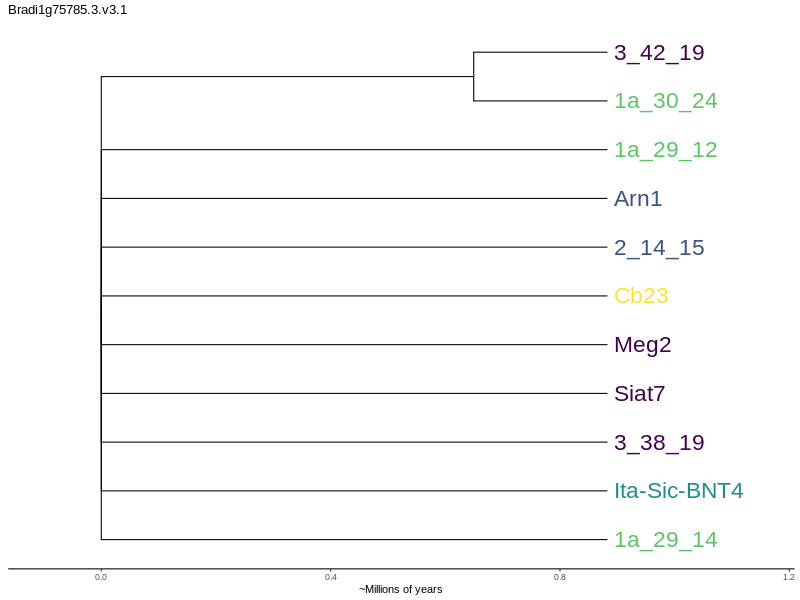 Bradi1g75785.3.v3.1
3_42_19
1a_30_24
1a_29_12
Arn1
2_14_15
Cb23
Meg2
Siat7
3_38_19
Ita-Sic-BNT4
1a_29_14
0.0 0.4 0.8 1.2
~Millions of years